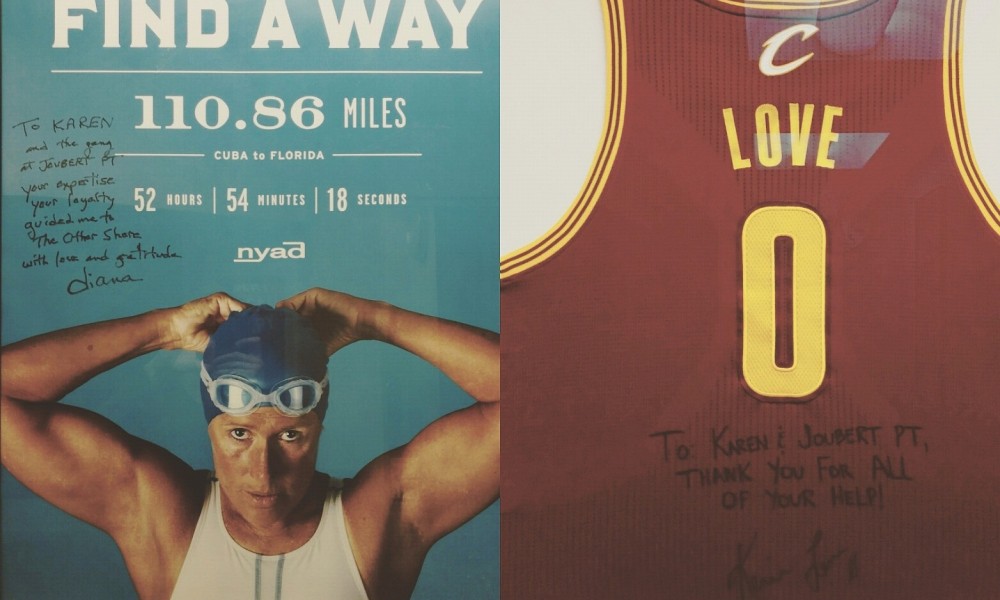 FIND A WAY
110.86 MILES
CUBA to FLORIDA
52 HOURS | 54 MINUTES | 18 SECONDS
nyad
To KAREN
and the gang
at JOUBERT PT
your expertise
your loyalty
guided me to
The Other Shore
with love and gratitude
diana
C
LOVE
0
To: KAREN & JOUBERT PT,
THANK YOU FOR ALL
OF YOUR HELP!